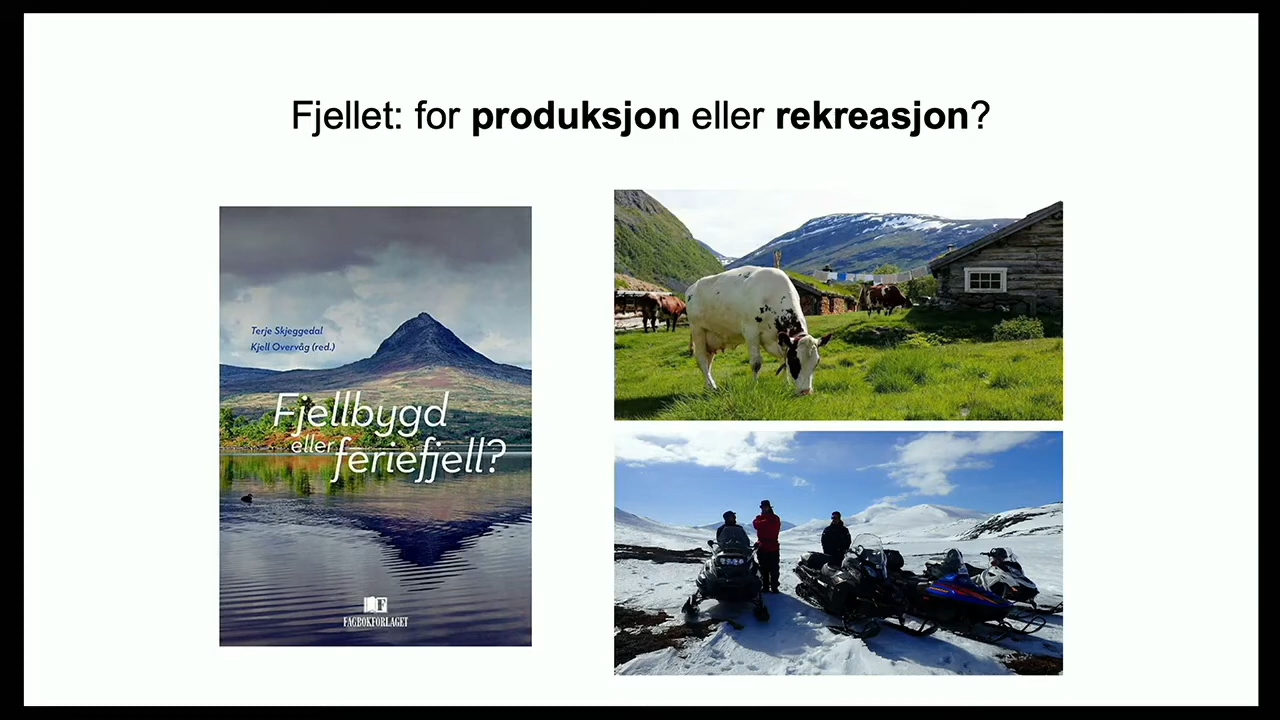 Fjellet: for produksjon eller rekreasjon?
Terje Skjeggedal
Kjell Overvåg (red.)
Fjellbygd
eller feriefjell?
F
FAGBOKFORLAGET